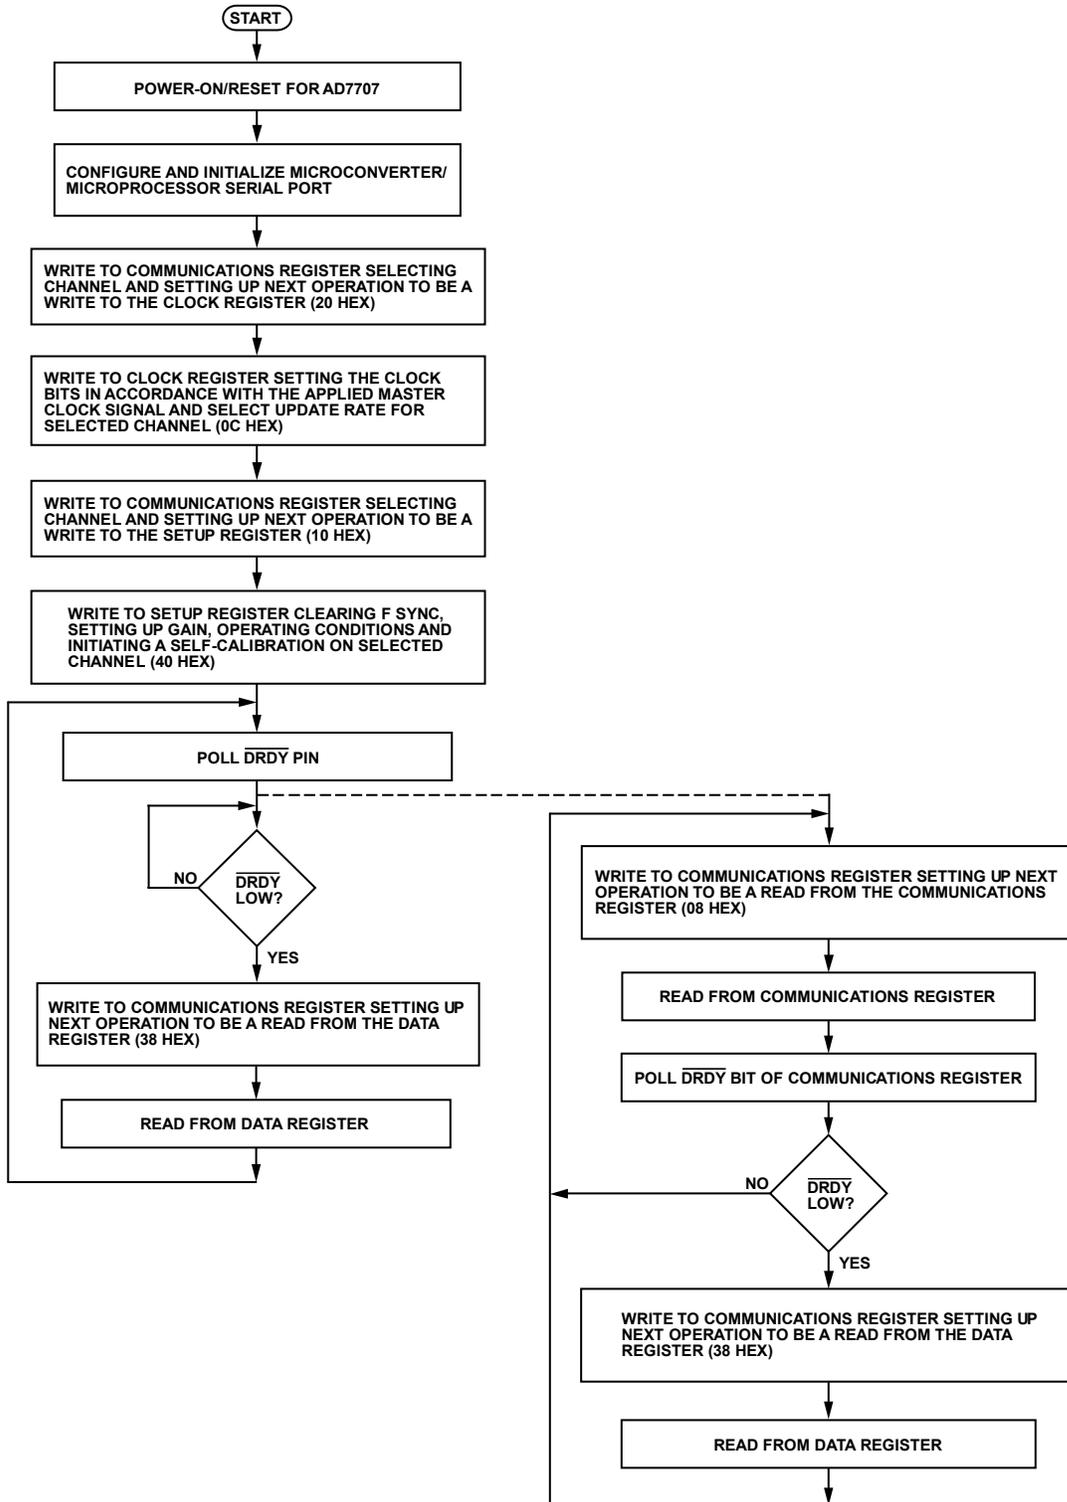 START
POWER-ON/RESET FOR AD7707
CONFIGURE AND INITIALIZE MICROCONVERTER/
MICROPROCESSOR SERIAL PORT
WRITE TO COMMUNICATIONS REGISTER SELECTING
CHANNEL AND SETTING UP NEXT OPERATION TO BE A
WRITE TO THE CLOCK REGISTER (20 HEX)
WRITE TO CLOCK REGISTER SETTING THE CLOCK
BITS IN ACCORDANCE WITH THE APPLIED MASTER
CLOCK SIGNAL AND SELECT UPDATE RATE FOR
SELECTED CHANNEL (0C HEX)
WRITE TO COMMUNICATIONS REGISTER SELECTING
CHANNEL AND SETTING UP NEXT OPERATION TO BE A
WRITE TO THE SETUP REGISTER (10 HEX)
WRITE TO SETUP REGISTER CLEARING F SYNC,
SETTING UP GAIN, OPERATING CONDITIONS AND
INITIATING A SELF-CALIBRATION ON SELECTED
CHANNEL (40 HEX)
POLL D̅R̅D̅Y̅ PIN
NO
D̅R̅D̅Y̅
LOW?
YES
WRITE TO COMMUNICATIONS REGISTER SETTING UP
NEXT OPERATION TO BE A READ FROM THE DATA
REGISTER (38 HEX)
READ FROM DATA REGISTER
WRITE TO COMMUNICATIONS REGISTER SETTING UP NEXT
OPERATION TO BE A READ FROM THE COMMUNICATIONS
REGISTER (08 HEX)
READ FROM COMMUNICATIONS REGISTER
POLL D̅R̅D̅Y̅ BIT OF COMMUNICATIONS REGISTER
NO
D̅R̅D̅Y̅
LOW?
YES
WRITE TO COMMUNICATIONS REGISTER SETTING UP
NEXT OPERATION TO BE A READ FROM THE DATA
REGISTER (38 HEX)
READ FROM DATA REGISTER